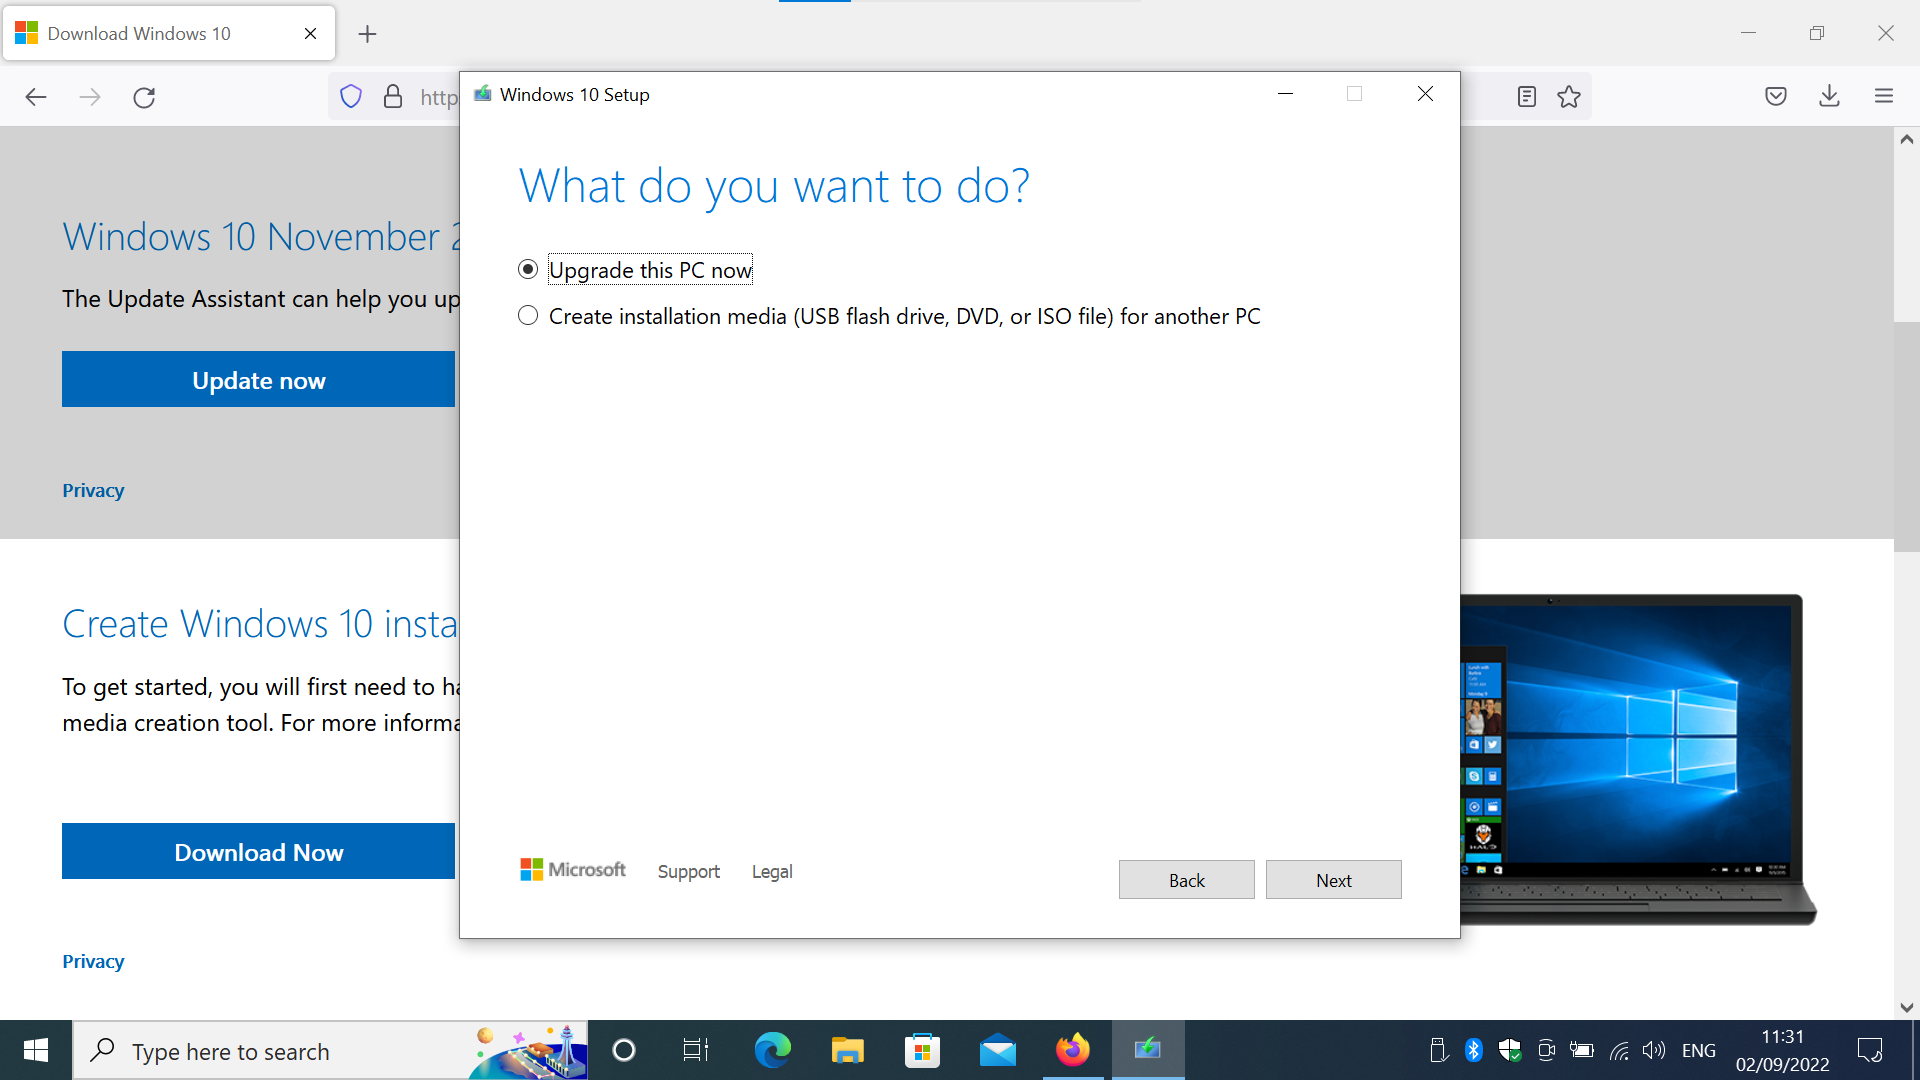 Download Windows 10
http
Windows 10 Setup
What do you want to do?
Upgrade this PC now
Create installation media (USB flash drive, DVD, or ISO file) for another PC
Microsoft
Support
Legal
Back
Next
Windows 10 November 2
The Update Assistant can help you up
Update now
Privacy
Create Windows 10 insta
To get started, you will first need to ha
media creation tool. For more informa
Download Now
Privacy
HALO
Type here to search
ENG
11:31
02/09/2022